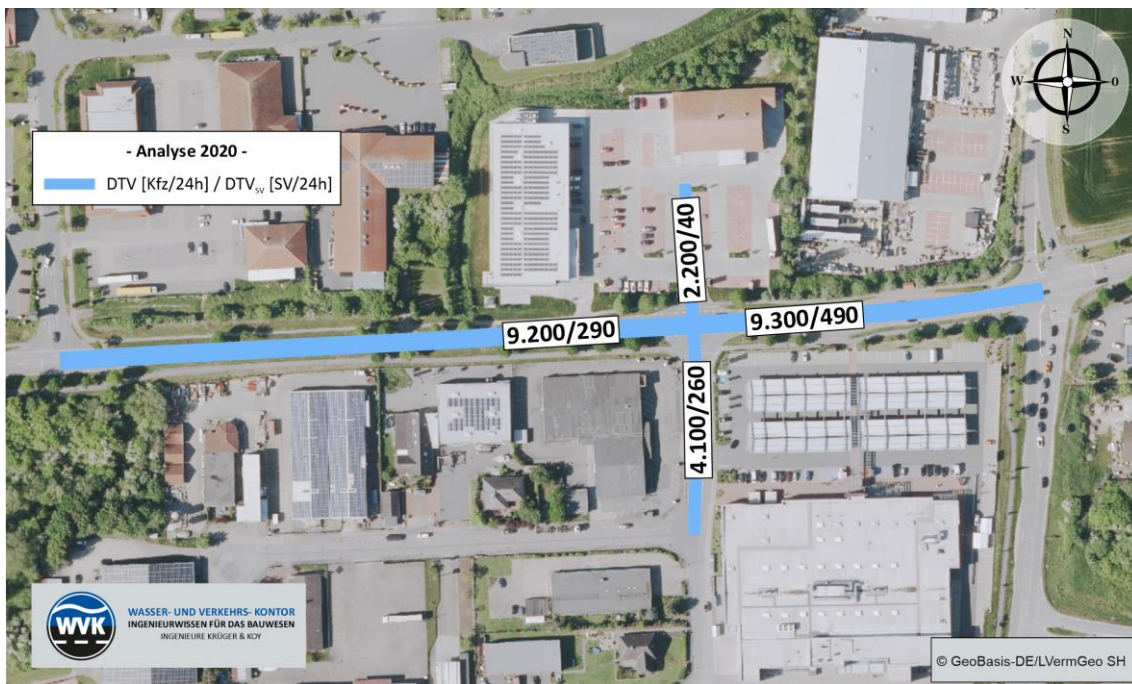 N
W
O
S
- Analyse 2020 -
DTV [Kfz/24h] / DTVSV [SV/24h]
2.200/40
9.200/290
9.300/490
4.100/260
WVK
WASSER- UND VERKEHRS- KONTOR
INGENIEURWISSEN FÜR DAS BAUWESEN
INGENIEURE KRÜGER & KOY
© GeoBasis-DE/LVermGeo SH